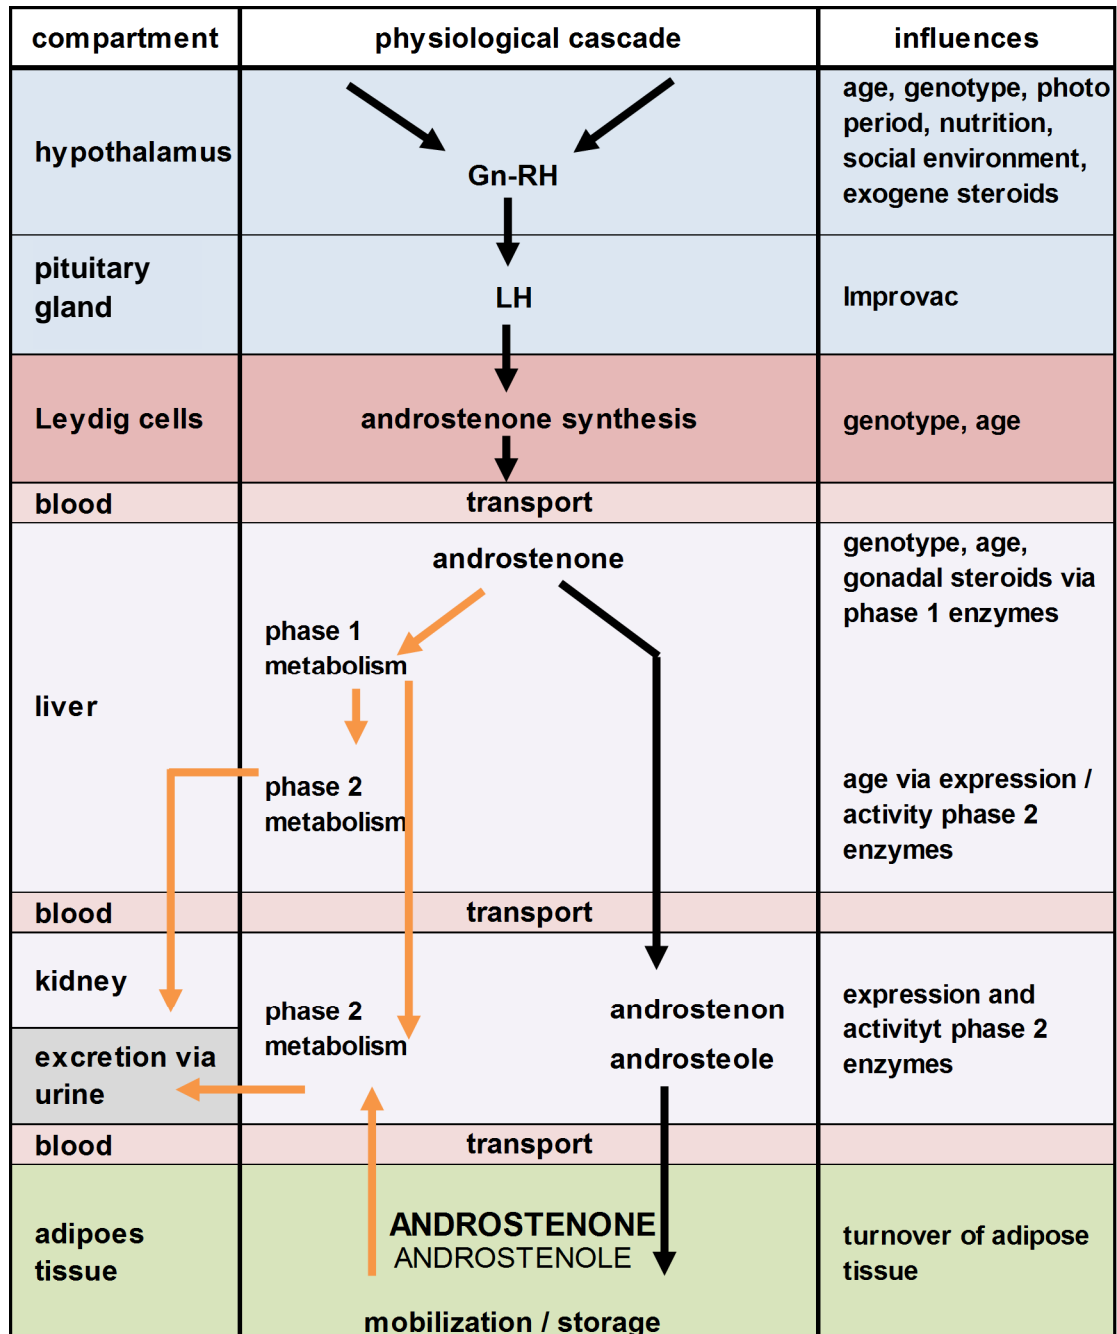 compartment
physiological cascade
influences
hypothalamus
Gn-RH
age, genotype, photo
period, nutrition,
social environment,
exogene steroids
pituitary
gland
LH
Improvac
Leydig cells
androstenone synthesis
genotype, age
blood
transport
liver
androstenone
phase 1
metabolism
phase 2
metabolism
genotype, age,
gonadal steroids via
phase 1 enzymes
age via expression /
activity phase 2
enzymes
blood
transport
kidney
excretion via
urine
phase 2
metabolism
androstenon
androsteole
expression and
activityt phase 2
enzymes
blood
transport
adipoes
tissue
ANDROSTENONE
ANDROSTENOLE
mobilization / storage
turnover of adipose
tissue